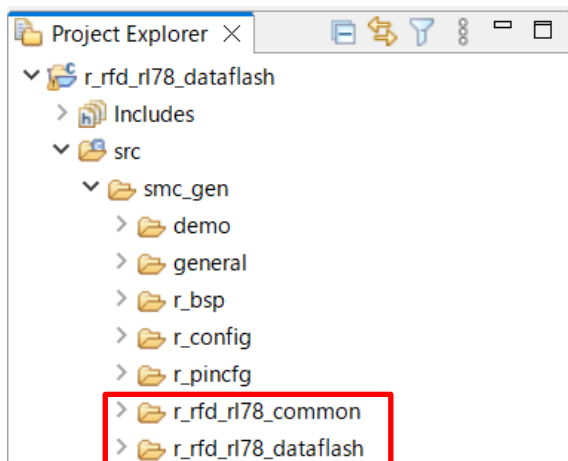 Project Explorer
r_rfd_rl78_dataflash
Includes
src
smc_gen
demo
general
r_bsp
r_config
r_pincfg
r_rfd_rl78_common
r_rfd_rl78_dataflash